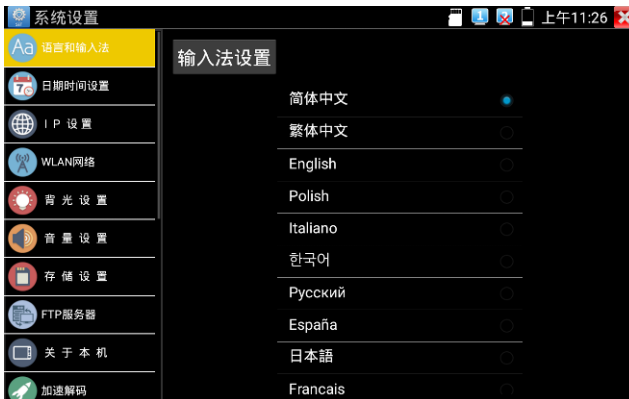 系统设置
1
上午11:26
Aa 语言和输入法
7 日期时间设置
I P 设置
WLAN网络
背 光 设 置
音 量 设 置
存 储 设 置
FTP服务器
关 于 本 机
加速解码
输入法设置
简体中文
繁体中文
English
Polish
Italiano
한국어
Русский
España
日本語
Francais